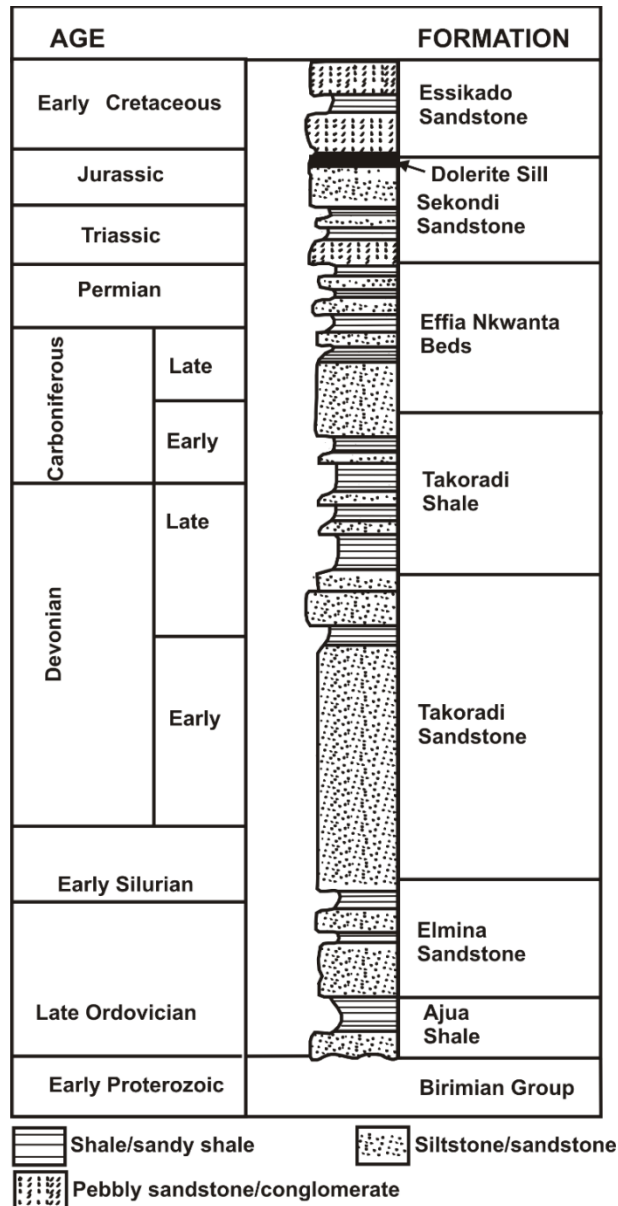 AGE
FORMATION
Early Cretaceous
Essikado
Sandstone
Jurassic
Dolerite Sill
Sekondi
Sandstone
Triassic
Permian
Effia Nkwanta
Beds
Carboniferous
Late
Early
Takoradi
Shale
Devonian
Late
Early
Takoradi
Sandstone
Early Silurian
Elmina
Sandstone
Late Ordovician
Ajua
Shale
Early Proterozoic
Birimian Group
Shale/sandy shale
Siltstone/sandstone
Pebbly sandstone/conglomerate